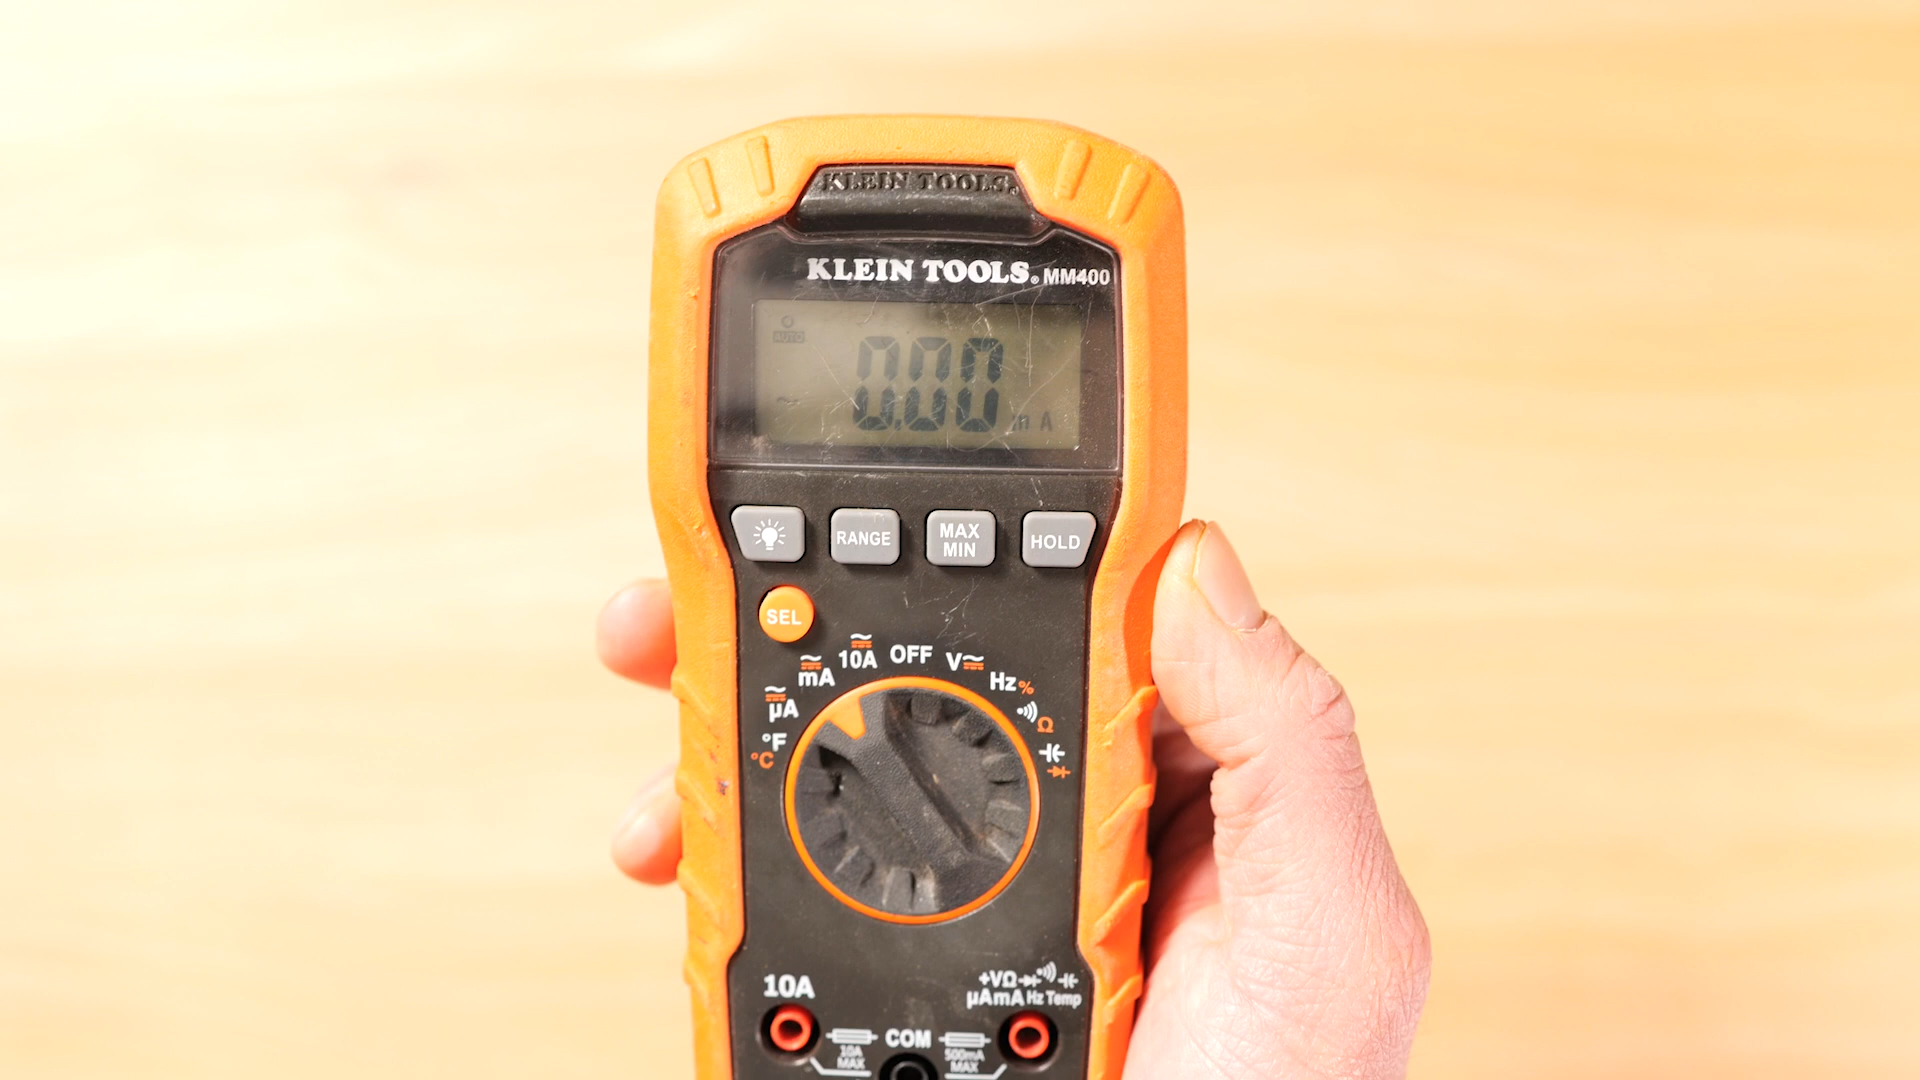 KLEIN TOOLS®
KLEIN TOOLS® MM400
AUTO
0.00 mA
RANGE
MAX
MIN
HOLD
SEL
10A
OFF
V
mA
Hz %
µA
Ω
°F
°C
10A
+VΩ
µAmA Hz Temp
COM
10A
MAX
500mA
MAX